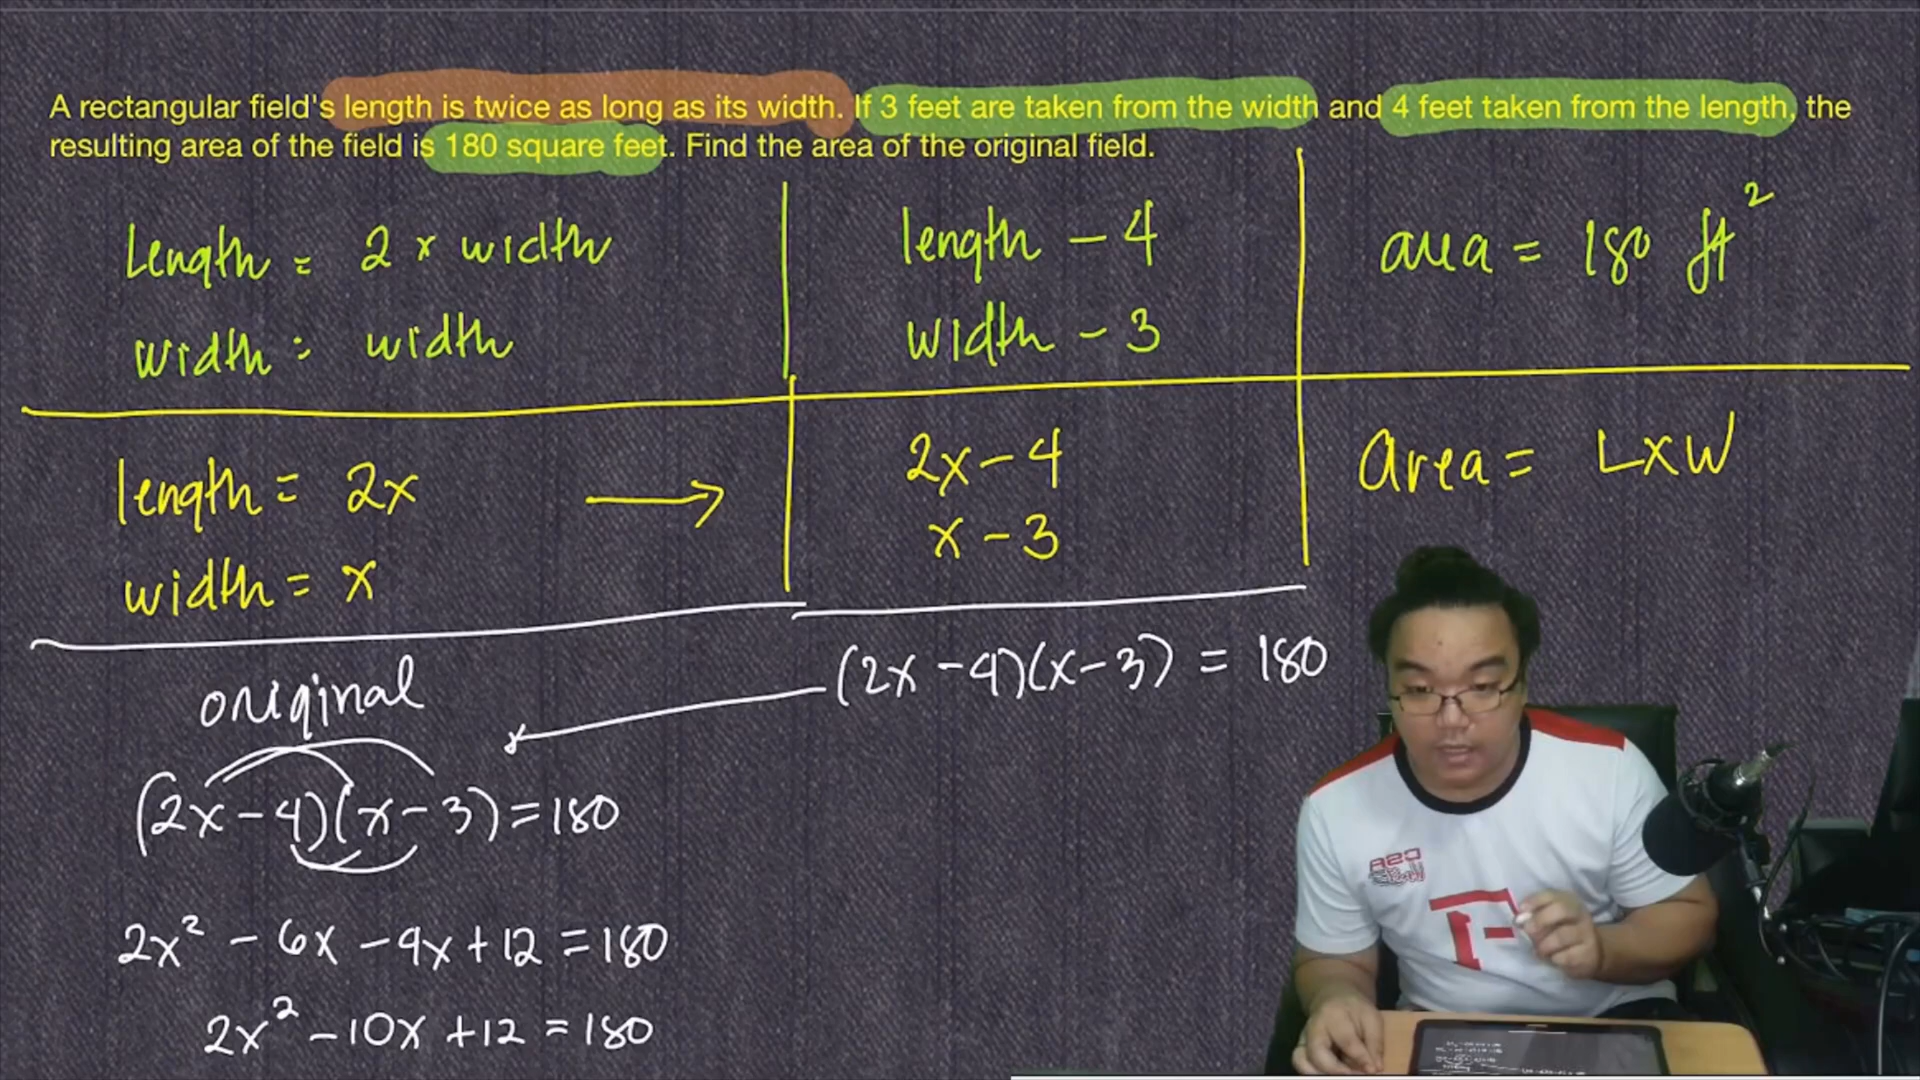 A rectangular field's length is twice as long as its width. If 3 feet are taken from the width and 4 feet taken from the length, the
resulting area of the field is 180 square feet. Find the area of the original field.
Length = 2 x width
width = width
length - 4
width - 3
area = 180 ft²
length = 2x
width = x
2x - 4
x - 3
Area = L x W
original
(2x - 4)(x - 3) = 180
(2x - 4)(x - 3) = 180
2x² - 6x - 4x + 12 = 180
2x² - 10x + 12 = 180